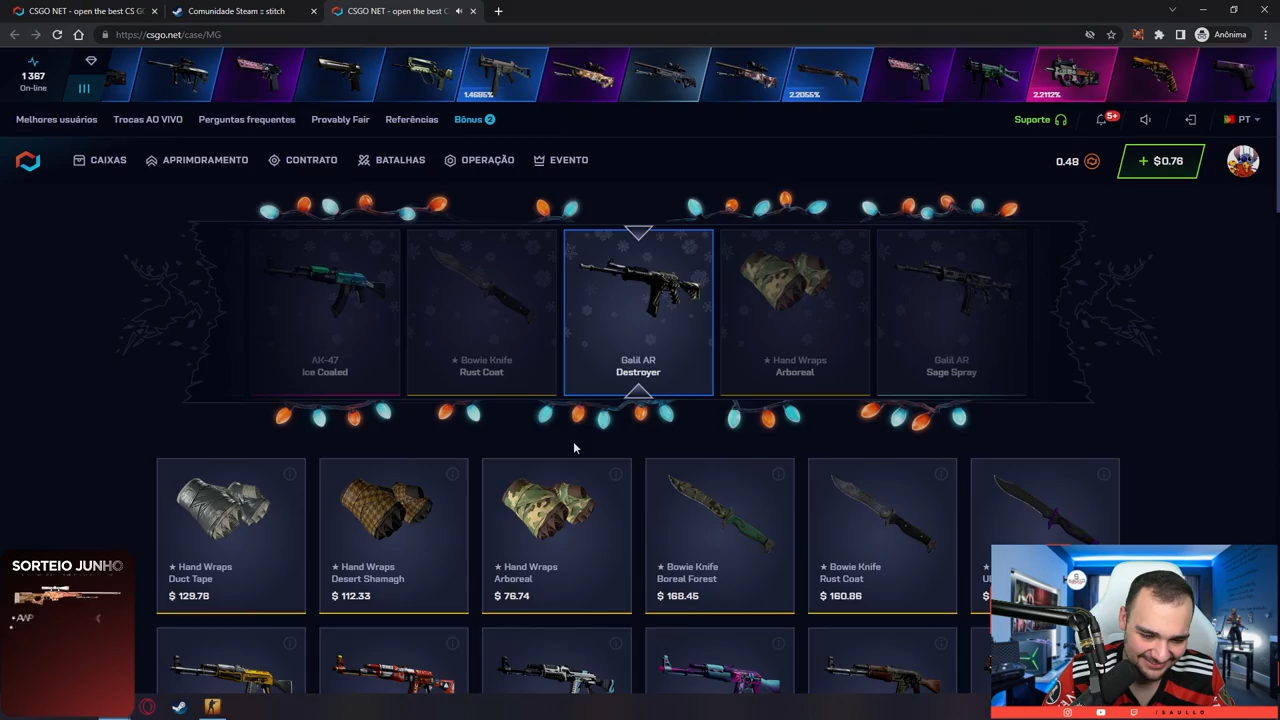 CSGO NET - open the best CS G
Comunidade Steam :: stitch
CSGO NET - open the best C
https://csgo.net/case/MG
Anônima
1 367
On-line
1.4685%
2.2055%
2.2112%
Melhores usuários
Trocas AO VIVO
Perguntas frequentes
Provably Fair
Referências
Bônus 2
Suporte
5+
PT
CAIXAS
APRIMORAMENTO
CONTRATO
BATALHAS
OPERAÇÃO
EVENTO
0.48
+ $0.76
AK-47
Ice Coaled
★ Bowie Knife
Rust Coat
Galil AR
Destroyer
★ Hand Wraps
Arboreal
Galil AR
Sage Spray
★ Hand Wraps
Duct Tape
$ 129.78
★ Hand Wraps
Desert Shamagh
$ 112.33
★ Hand Wraps
Arboreal
$ 76.74
★ Bowie Knife
Boreal Forest
$ 168.45
★ Bowie Knife
Rust Coat
$ 160.86
SORTEIO JUNHO
• AWP
/SAULLO